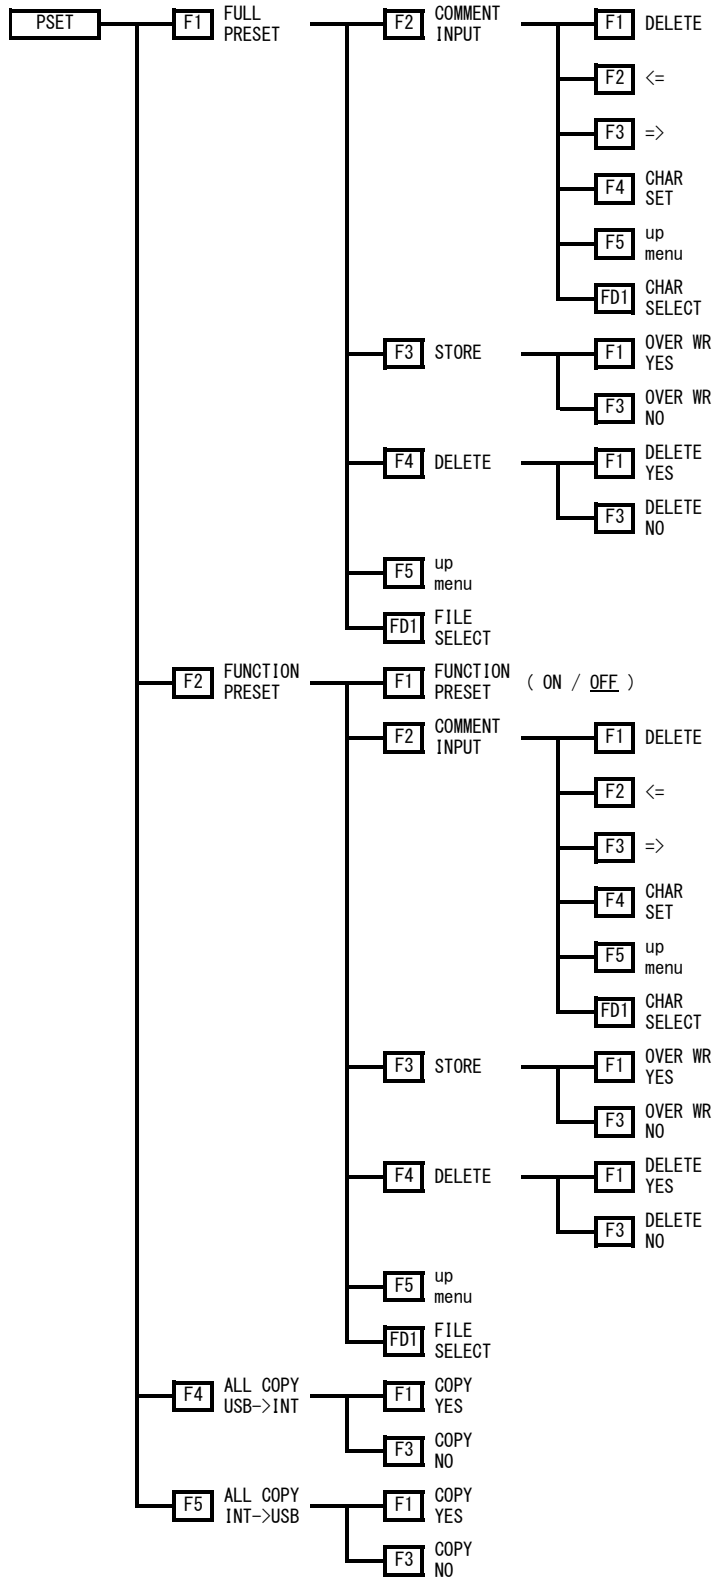 PSET F1 FULL F2 COMMENT F1 DELETE
PRESET INPUT
F2 <=
F3 =>
F4 CHAR
SET
F5 up
menu
FD1 CHAR
SELECT
F3 STORE F1 OVER WR
YES
F3 OVER WR
NO
F4 DELETE F1 DELETE
YES
F3 DELETE
NO
F5 up
menu
FD1 FILE
SELECT
F2 FUNCTION F1 FUNCTION ( ON / OFF )
PRESET PRESET
F2 COMMENT F1 DELETE
INPUT
F2 <=
F3 =>
F4 CHAR
SET
F5 up
menu
FD1 CHAR
SELECT
F3 STORE F1 OVER WR
YES
F3 OVER WR
NO
F4 DELETE F1 DELETE
YES
F3 DELETE
NO
F5 up
menu
FD1 FILE
SELECT
F4 ALL COPY F1 COPY
USB->INT YES
F3 COPY
NO
F5 ALL COPY F1 COPY
INT->USB YES
F3 COPY
NO